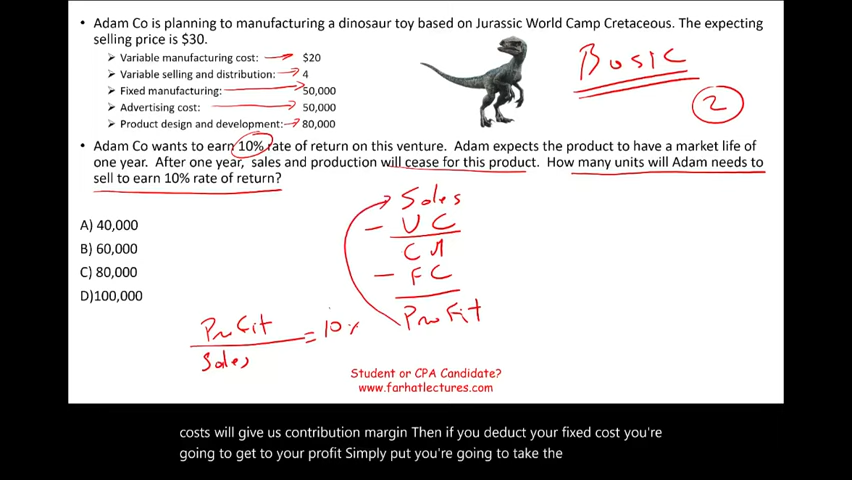 • Adam Co is planning to manufacturing a dinosaur toy based on Jurassic World Camp Cretaceous. The expecting
selling price is $30.
➤ Variable manufacturing cost: $20
➤ Variable selling and distribution: 4
➤ Fixed manufacturing: 50,000
➤ Advertising cost: 50,000
➤ Product design and development: 80,000
Basic
2
• Adam Co wants to earn 10% rate of return on this venture. Adam expects the product to have a market life of
one year. After one year, sales and production will cease for this product. How many units will Adam needs to
sell to earn 10% rate of return?
Sales
- VC
CM
- FC
Profit
A) 40,000
B) 60,000
C) 80,000
D)100,000
Profit
= 10%
Sales
Student or CPA Candidate?
www.farhatlectures.com
costs will give us contribution margin Then if you deduct your fixed cost you're
going to get to your profit Simply put you're going to take the